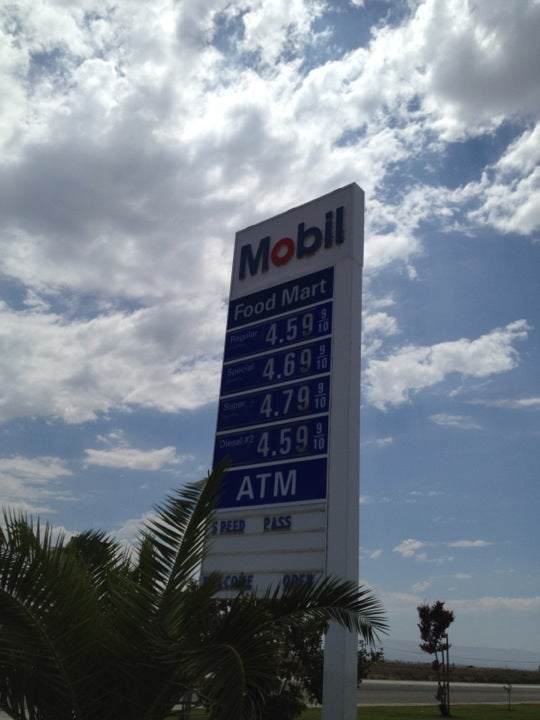 Mobil
Food Mart
Regular 4.59 9/10
Special 4.69 9/10
Super 4.79 9/10
Diesel #2 4.59 9/10
ATM
SPEED PASS